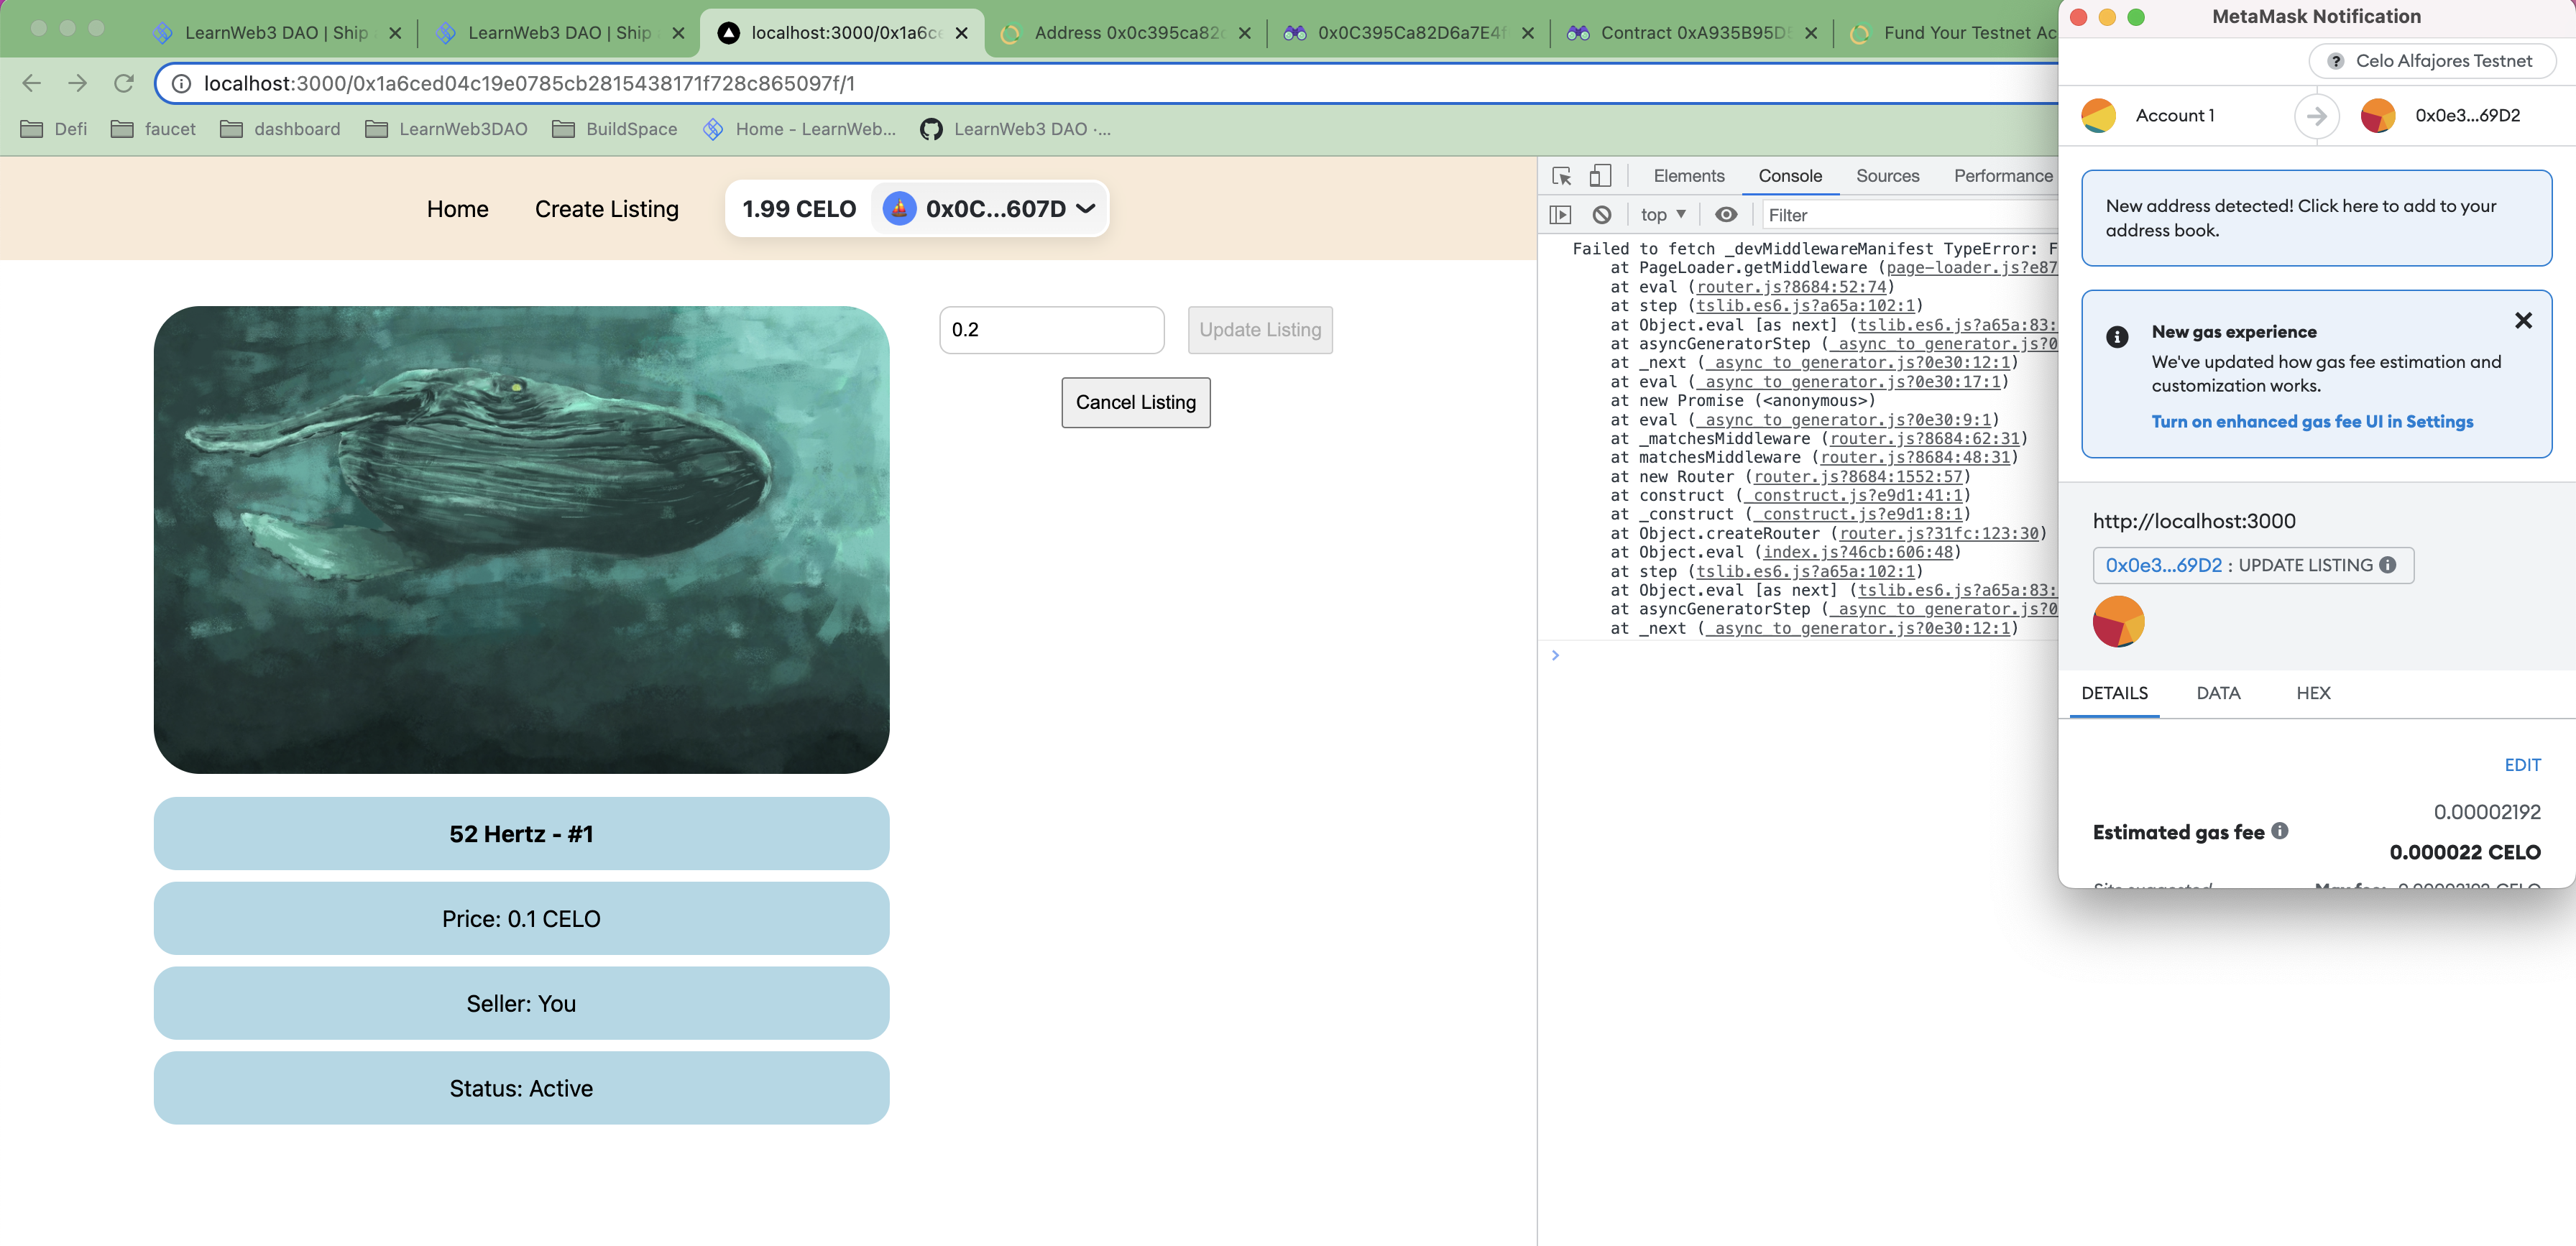 LearnWeb3 DAO | Ship
LearnWeb3 DAO | Ship
localhost:3000/0x1a6c
Address 0x0c395ca82
0x0C395Ca82D6a7E4f
Contract 0xA935B95D
Fund Your Testnet Ac
localhost:3000/0x1a6ced04c19e0785cb2815438171f728c865097f/1
Defi
faucet
dashboard
LearnWeb3DAO
BuildSpace
Home - LearnWeb...
LearnWeb3 DAO ·...
Home
Create Listing
1.99 CELO
0x0C...607D
0.2
Update Listing
Cancel Listing
52 Hertz - #1
Price: 0.1 CELO
Seller: You
Status: Active
Elements
Console
Sources
Performance
top
Filter
Failed to fetch _devMiddlewareManifest TypeError: F
at PageLoader.getMiddleware (page-loader.js?e87
at eval (router.js?8684:52:74)
at step (tslib.es6.js?a65a:102:1)
at Object.eval [as next] (tslib.es6.js?a65a:83:
at asyncGeneratorStep (_async_to_generator.js?0
at _next (_async_to_generator.js?0e30:12:1)
at eval (_async_to_generator.js?0e30:17:1)
at new Promise (<anonymous>)
at eval (_async_to_generator.js?0e30:9:1)
at _matchesMiddleware (router.js?8684:62:31)
at matchesMiddleware (router.js?8684:48:31)
at new Router (router.js?8684:1552:57)
at construct (_construct.js?e9d1:41:1)
at _construct (_construct.js?e9d1:8:1)
at Object.createRouter (router.js?31fc:123:30)
at Object.eval (index.js?46cb:606:48)
at step (tslib.es6.js?a65a:102:1)
at Object.eval [as next] (tslib.es6.js?a65a:83:
at asyncGeneratorStep (_async_to_generator.js?0
at _next (_async_to_generator.js?0e30:12:1)
MetaMask Notification
Celo Alfajores Testnet
Account 1
0x0e3...69D2
New address detected! Click here to add to your
address book.
New gas experience
We've updated how gas fee estimation and
customization works.
Turn on enhanced gas fee UI in Settings
http://localhost:3000
0x0e3...69D2 : UPDATE LISTING
DETAILS
DATA
HEX
EDIT
0.00002192
Estimated gas fee
0.000022 CELO
Site suggested
Max fee: 0.00002192 CELO